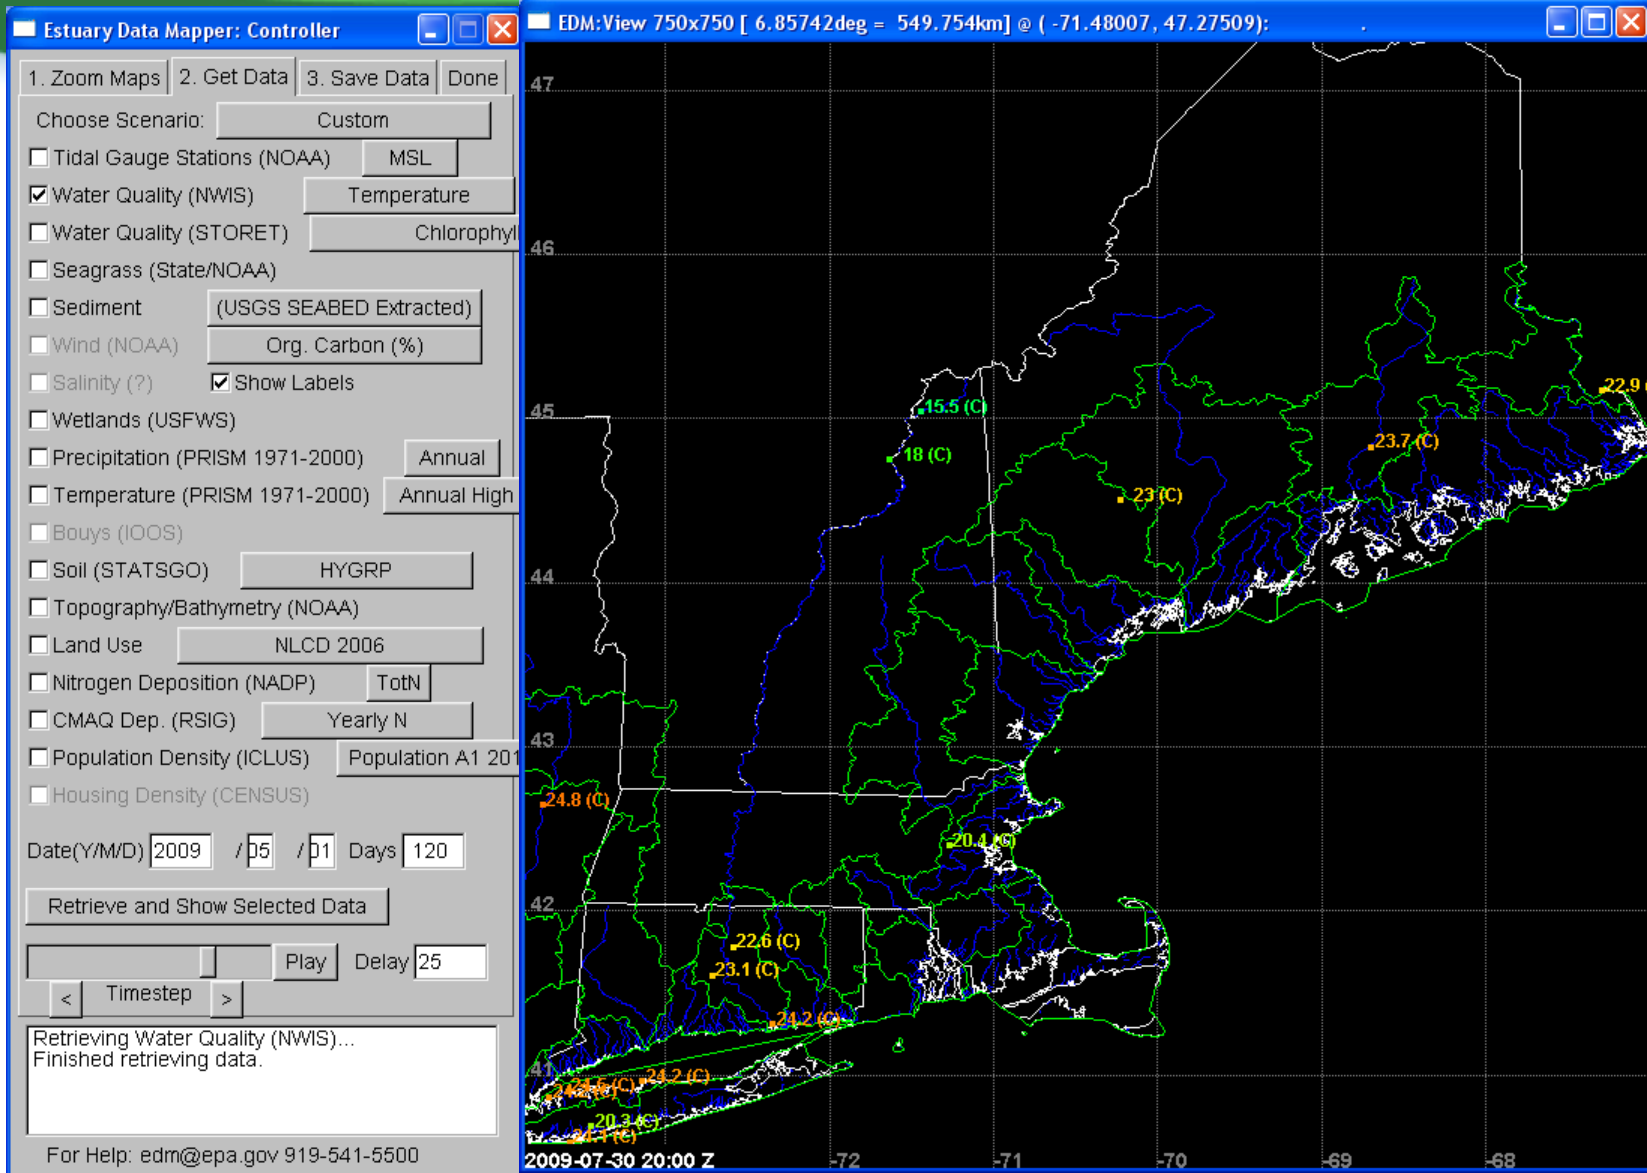 Estuary Data Mapper: Controller
1. Zoom Maps 2. Get Data 3. Save Data Done
Choose Scenario: Custom
Tidal Gauge Stations (NOAA) MSL
Water Quality (NWIS) Temperature
Water Quality (STORET) Chlorophyll
Seagrass (State/NOAA)
Sediment (USGS SEABED Extracted)
Wind (NOAA) Org. Carbon (%)
Salinity (?) Show Labels
Wetlands (USFWS)
Precipitation (PRISM 1971-2000) Annual
Temperature (PRISM 1971-2000) Annual High
Bouys (IOOS)
Soil (STATSGO) HYGRP
Topography/Bathymetry (NOAA)
Land Use NLCD 2006
Nitrogen Deposition (NADP) TotN
CMAQ Dep. (RSIG) Yearly N
Population Density (ICLUS) Population A1 201
Housing Density (CENSUS)
Date(Y/M/D) 2009 / 05 / 01 Days 120
Retrieve and Show Selected Data
Play Delay 25
< Timestep >
Retrieving Water Quality (NWIS)...
Finished retrieving data.
For Help: edm@epa.gov 919-541-5500
EDM:View 750x750 [ 6.85742deg = 549.754km] @ ( -71.48007, 47.27509):
47
46
22.9
15.5 (C)
45
23.7 (C)
18 (C)
23 (C)
44
43
24.8 (C)
20.4 (C)
42
22.6 (C)
23.1 (C)
24.2 (C)
41
24.2 (C)
20.3 (C)
2009-07-30 20:00 Z -72 -71 -70 -69 -68